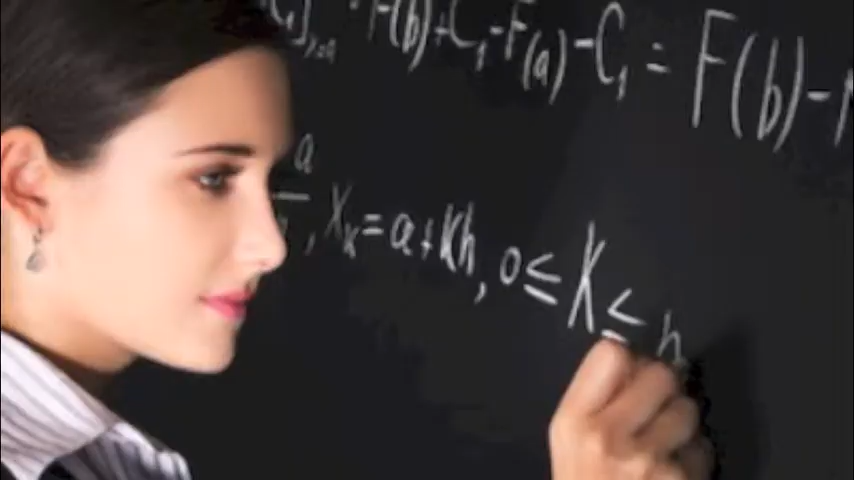 F(b)+C₁-F(a)-C₁=F(b)-
a
, Xₖ=a+Kh, 0≤K≤h